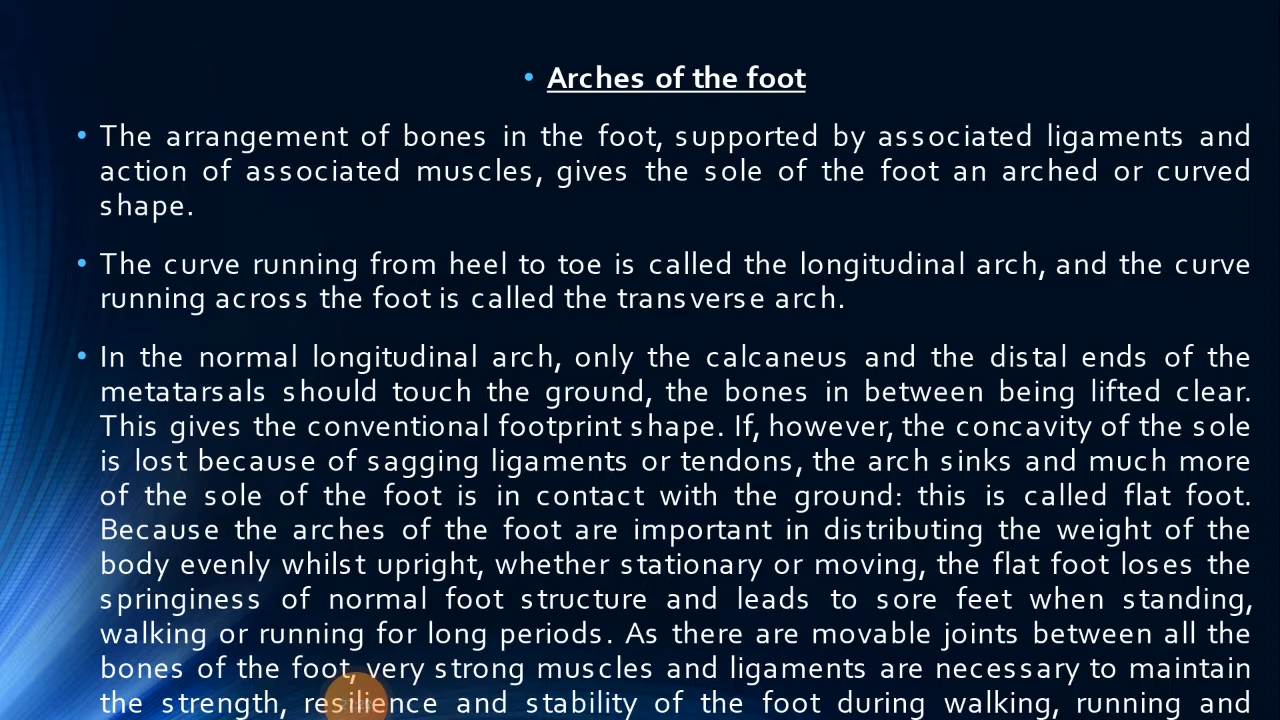 • Arches of the foot
• The arrangement of bones in the foot, supported by associated ligaments and
action of associated muscles, gives the sole of the foot an arched or curved
shape.
• The curve running from heel to toe is called the longitudinal arch, and the curve
running across the foot is called the transverse arch.
• In the normal longitudinal arch, only the calcaneus and the distal ends of the
metatarsals should touch the ground, the bones in between being lifted clear.
This gives the conventional footprint shape. If, however, the concavity of the sole
is lost because of sagging ligaments or tendons, the arch sinks and much more
of the sole of the foot is in contact with the ground: this is called flat foot.
Because the arches of the foot are important in distributing the weight of the
body evenly whilst upright, whether stationary or moving, the flat foot loses the
springiness of normal foot structure and leads to sore feet when standing,
walking or running for long periods. As there are movable joints between all the
bones of the foot, very strong muscles and ligaments are necessary to maintain
the strength, resilience and stability of the foot during walking, running and